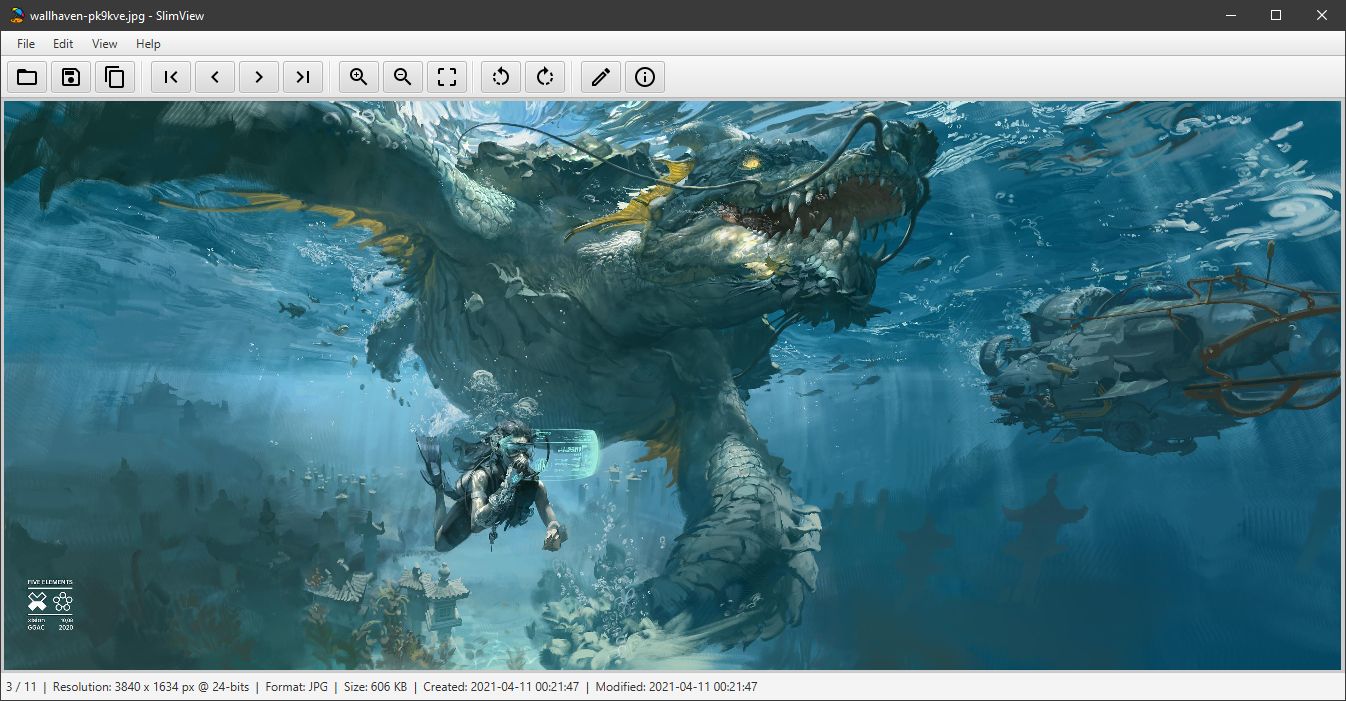 wallhaven-pk9kve.jpg - SlimView
File Edit View Help
FIVE ELEMENTS
GGAC 2020
3 / 11 | Resolution: 3840 x 1634 px @ 24-bits | Format: JPG | Size: 606 KB | Created: 2021-04-11 00:21:47 | Modified: 2021-04-11 00:21:47